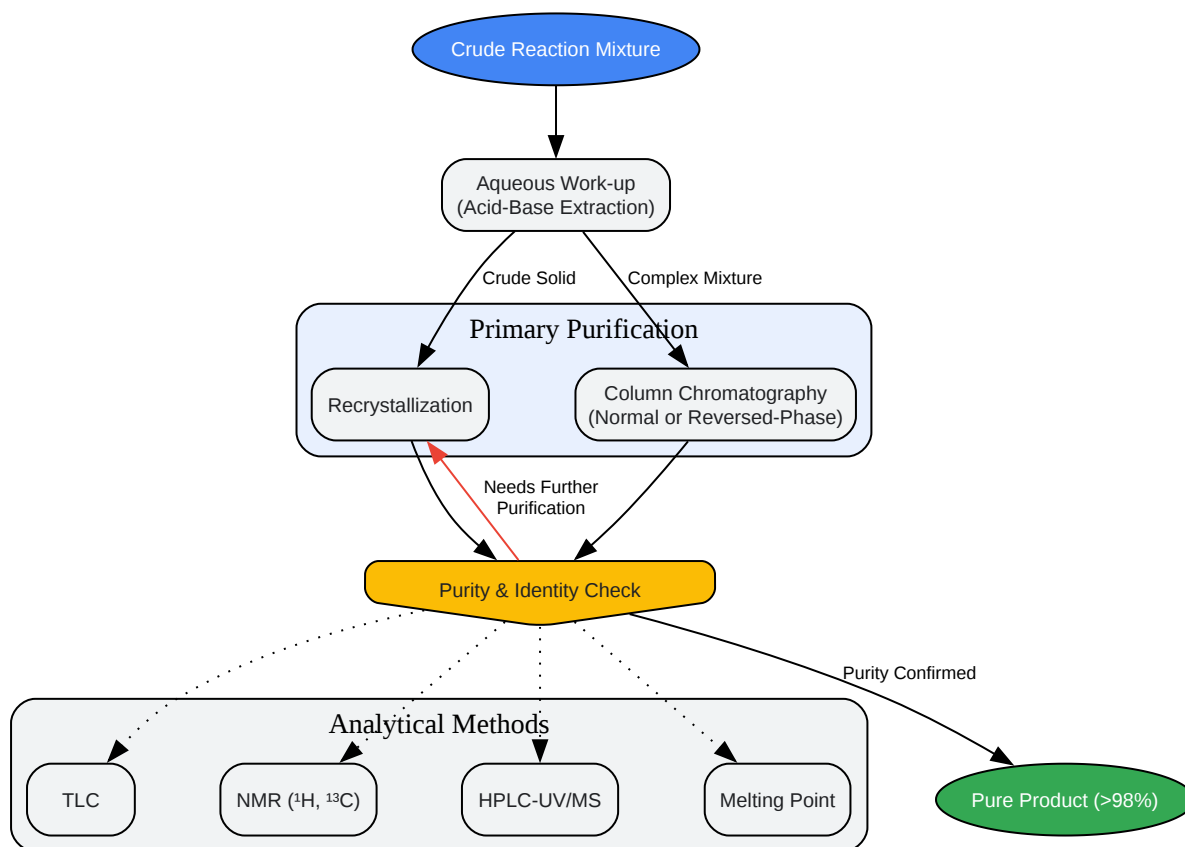 Crude Reaction Mixture
Aqueous Work-up
(Acid-Base Extraction)
Crude Solid
Complex Mixture
Primary Purification
Recrystallization
Column Chromatography
(Normal or Reversed-Phase)
Needs Further
Purification
Purity & Identity Check
Purity Confirmed
Analytical Methods
TLC
NMR (¹H, ¹³C)
HPLC-UV/MS
Melting Point
Pure Product (>98%)